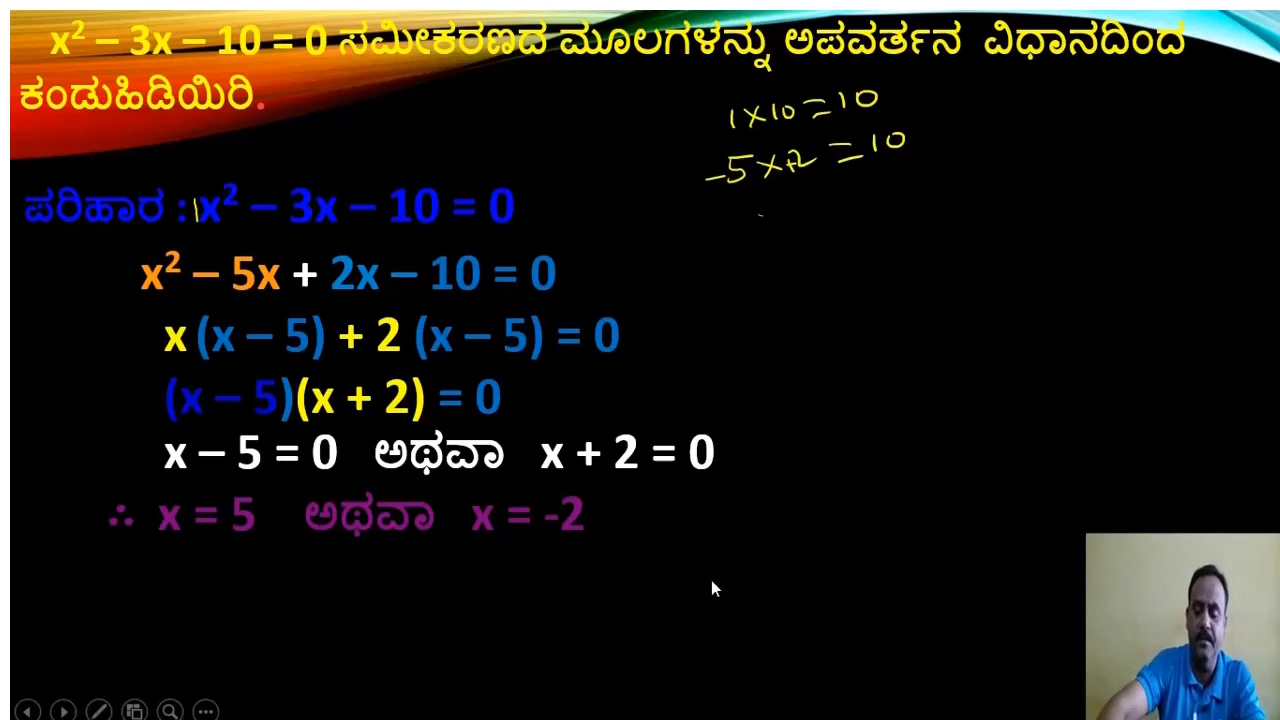 x² – 3x – 10 = 0 ಸಮೀಕರಣದ ಮೂಲಗಳನ್ನು ಅಪವರ್ತನ ವಿಧಾನದಿಂದ
ಕಂಡುಹಿಡಿಯಿರಿ.
1 x 10 = 10
-5 x +2 = 10
ಪರಿಹಾರ : 1x² – 3x – 10 = 0
x² – 5x + 2x – 10 = 0
x (x – 5) + 2 (x – 5) = 0
(x – 5)(x + 2) = 0
x – 5 = 0 ಅಥವಾ x + 2 = 0
∴ x = 5 ಅಥವಾ x = -2